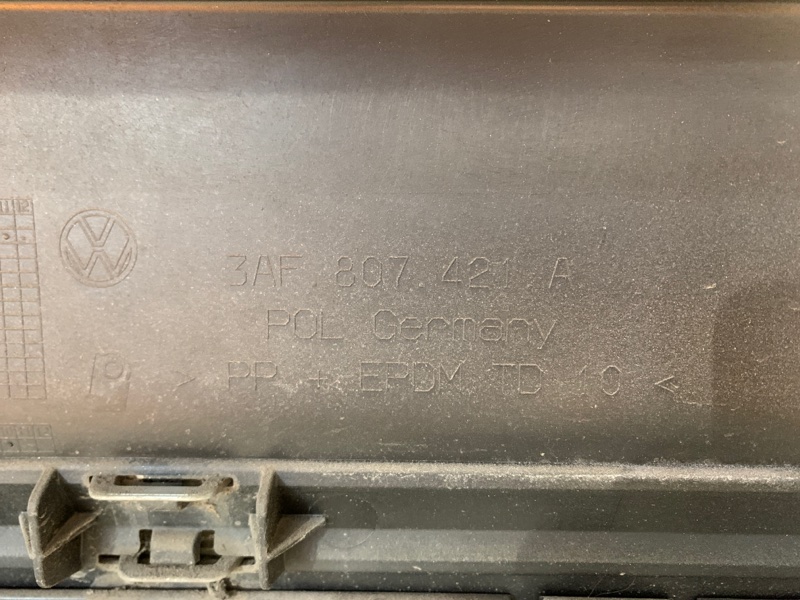 3AF.807.421.A
POL Germany
> PP + EPDM TD 10 <